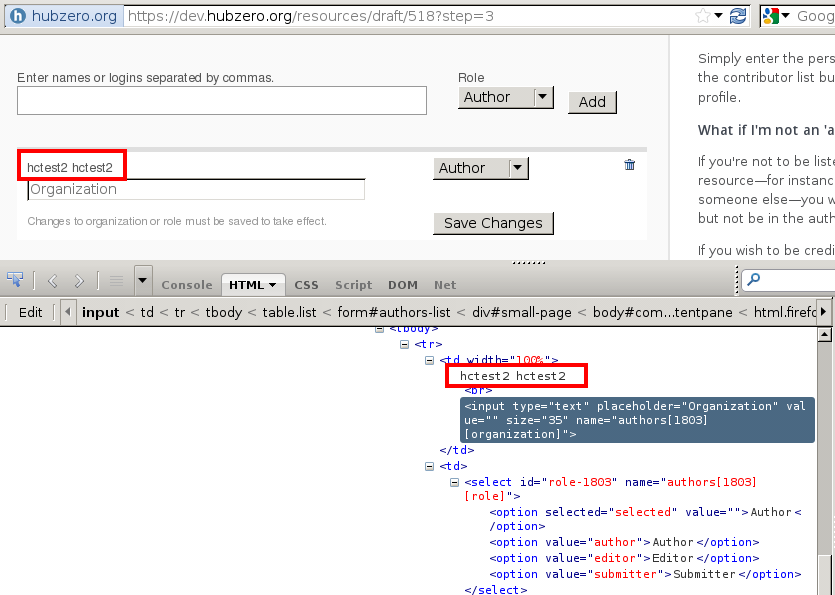 hubzero.org https://dev.hubzero.org/resources/draft/518?step=3 Goog
Enter names or logins separated by commas.
Role
Author Add
hctest2 hctest2 Author
Organization
Changes to organization or role must be saved to take effect. Save Changes
Simply enter the pers
the contributor list bu
profile.
What if I'm not an 'a
If you're not to be liste
resource—for instanc
someone else—you w
but not be in the auth
If you wish to be credi
Console HTML CSS Script DOM Net
Edit input < td < tr < tbody < table.list < form#authors-list < div#small-page < body#com...tentpane < html.firefo
<tbody>
<tr>
<td width="100%">
hctest2 hctest2
<br>
<input type="text" placeholder="Organization" val
ue="" size="35" name="authors[1803]
[organization]">
</td>
<td>
<select id="role-1803" name="authors[1803]
[role]">
<option selected="selected" value="">Author<
/option>
<option value="author">Author</option>
<option value="editor">Editor</option>
<option value="submitter">Submitter</option>
</select>